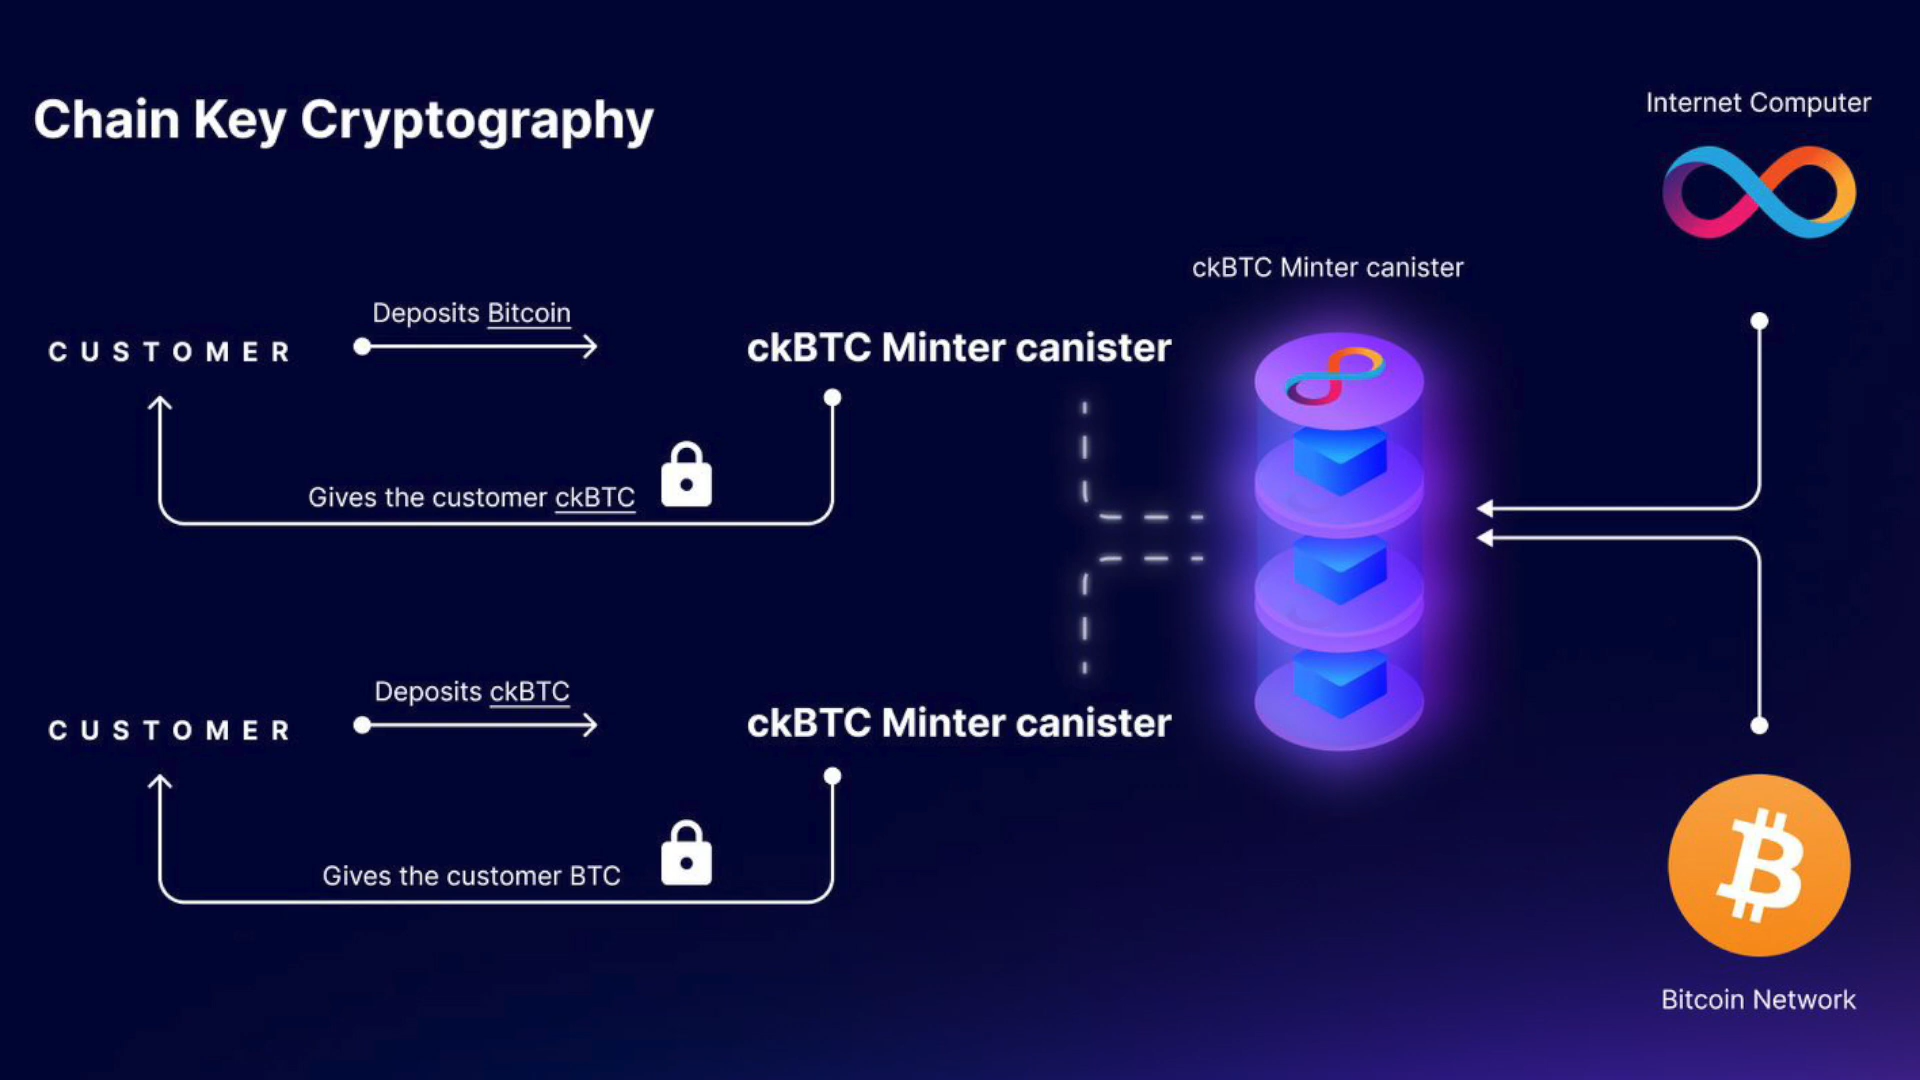 Chain Key Cryptography
Internet Computer
ckBTC Minter canister
Deposits Bitcoin
CUSTOMER
ckBTC Minter canister
Gives the customer ckBTC
Deposits ckBTC
CUSTOMER
ckBTC Minter canister
Gives the customer BTC
Bitcoin Network